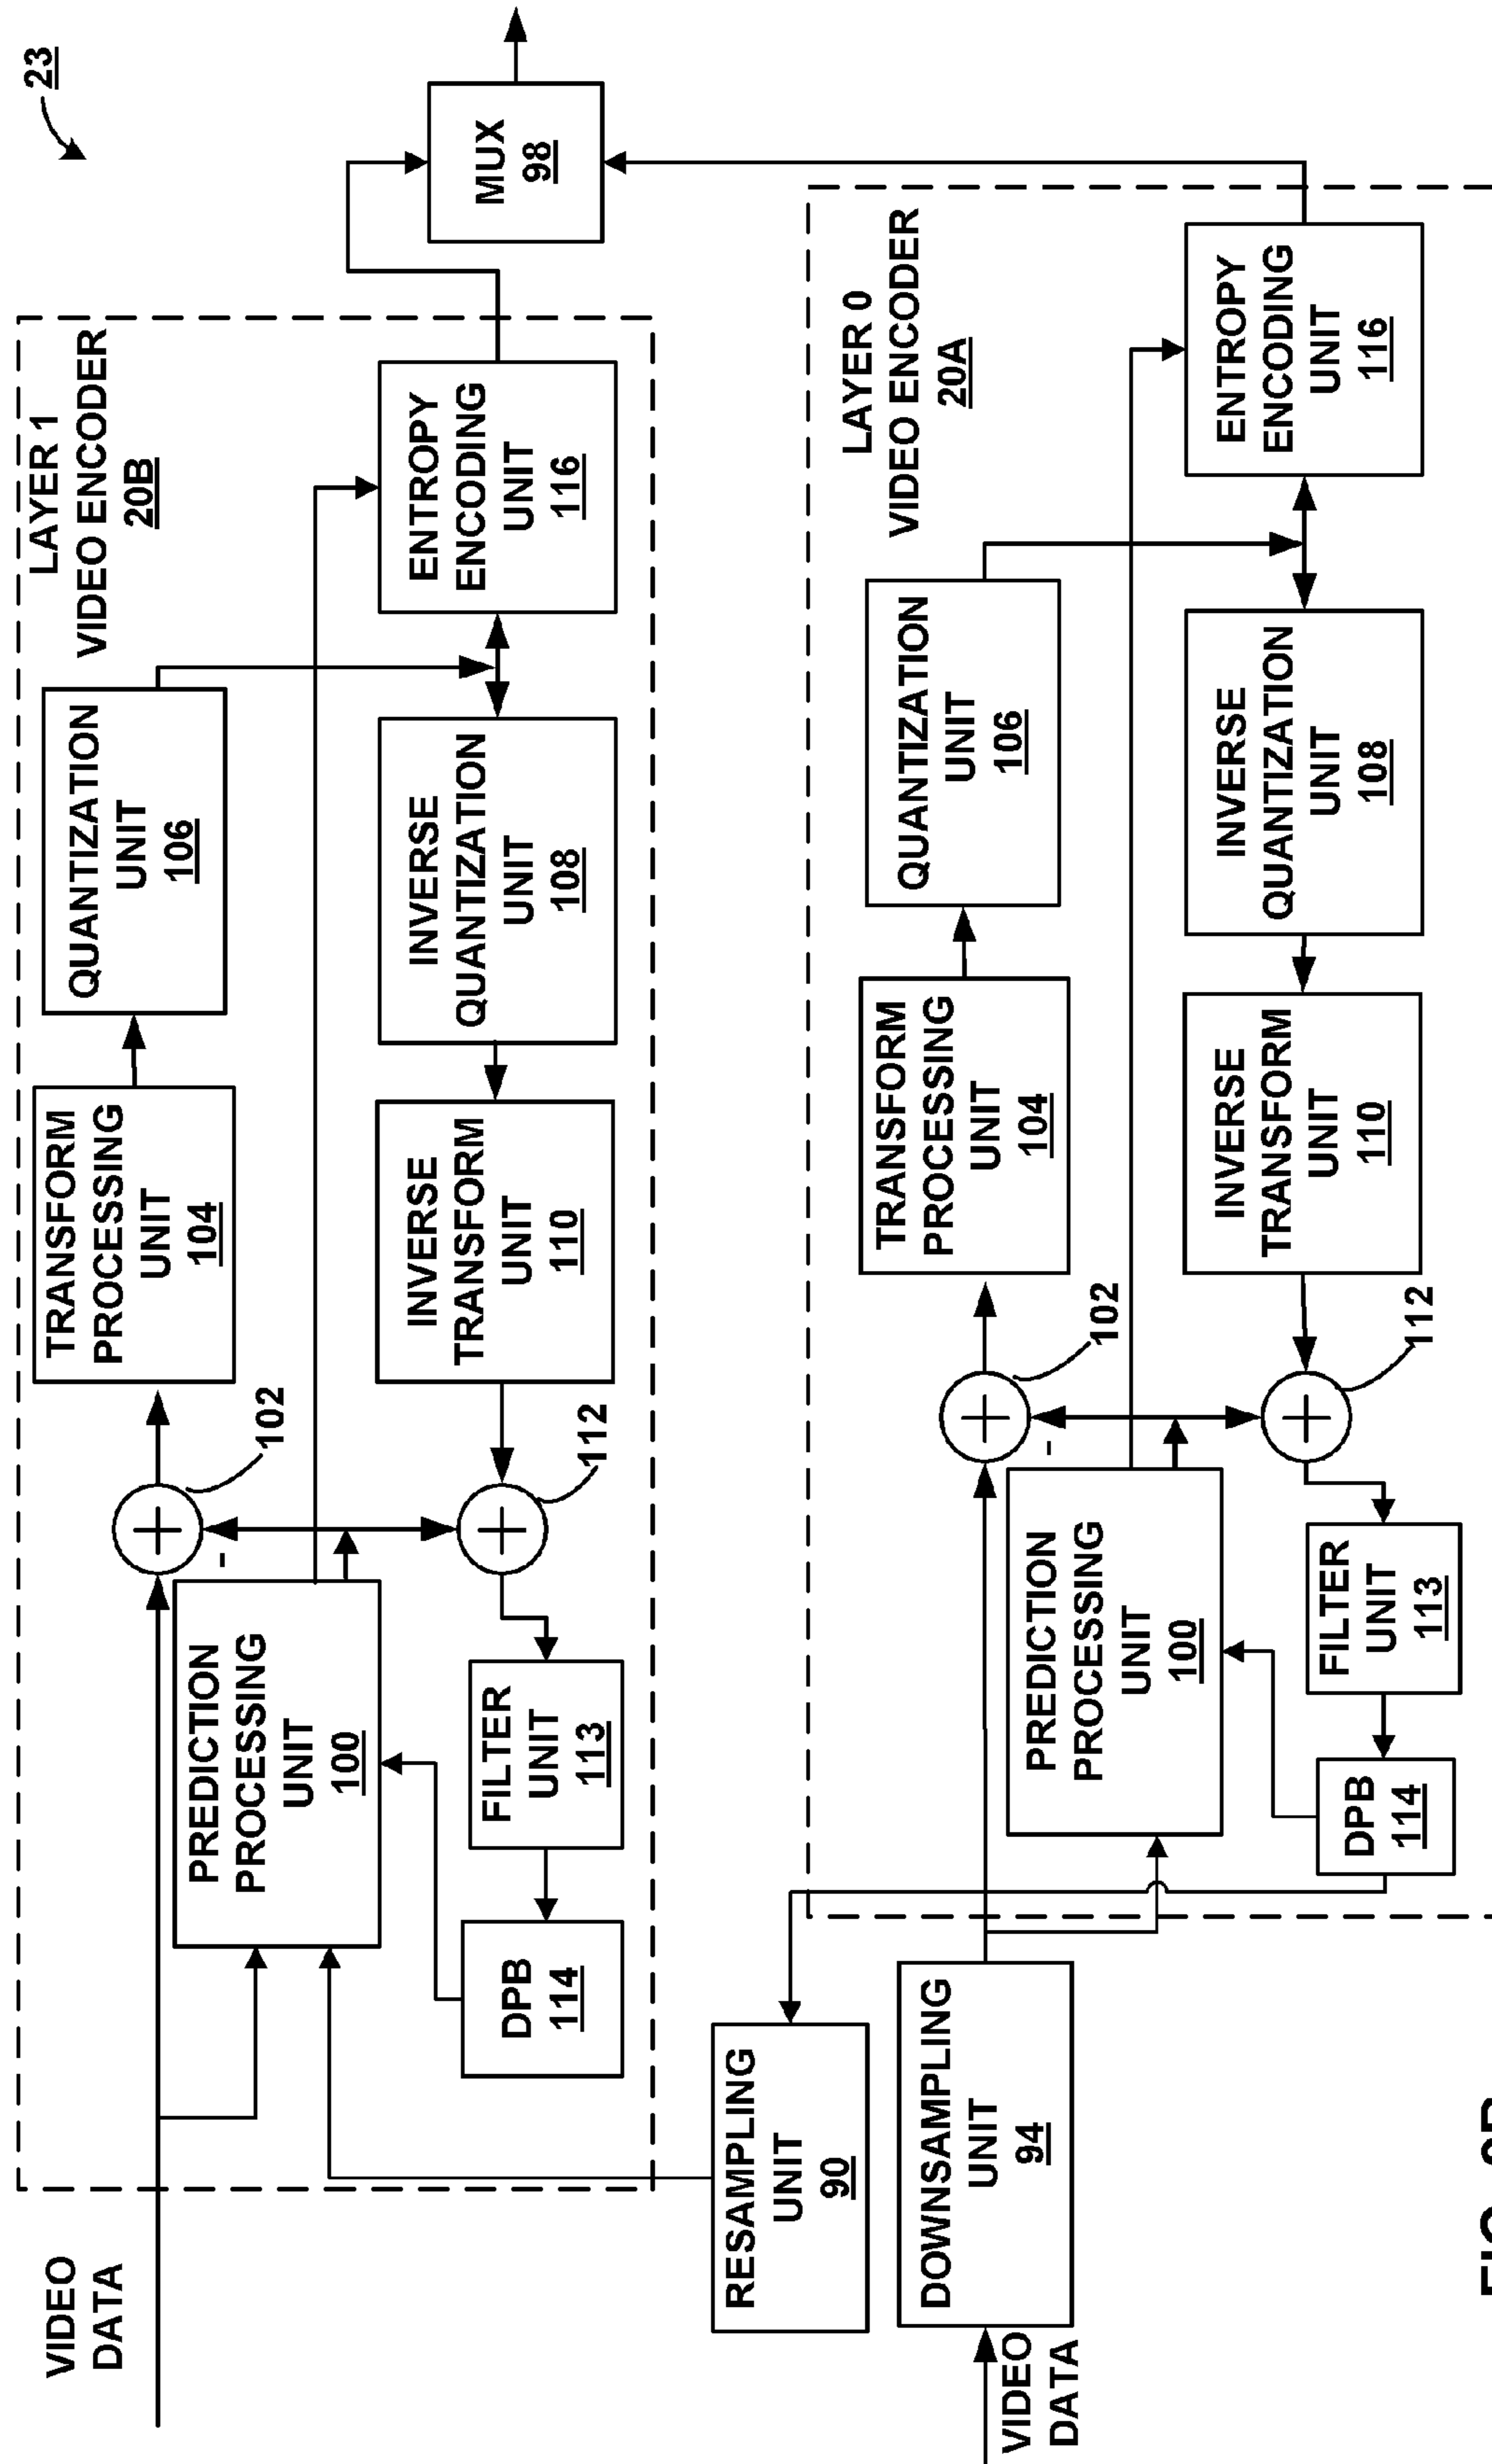 23
VIDEO
DATA
LAYER 1
VIDEO ENCODER
20B
102
TRANSFORM
PROCESSING
UNIT
104
QUANTIZATION
UNIT
106
PREDICTION
PROCESSING
UNIT
100
-
112
INVERSE
TRANSFORM
UNIT
110
INVERSE
QUANTIZATION
UNIT
108
ENTROPY
ENCODING
UNIT
116
FILTER
UNIT
113
DPB
114
MUX
98
RESAMPLING
UNIT
90
VIDEO
DATA
DOWNSAMPLING
UNIT
94
LAYER 0
VIDEO ENCODER
20A
102
TRANSFORM
PROCESSING
UNIT
104
QUANTIZATION
UNIT
106
PREDICTION
PROCESSING
UNIT
100
-
112
INVERSE
TRANSFORM
UNIT
110
INVERSE
QUANTIZATION
UNIT
108
ENTROPY
ENCODING
UNIT
116
FILTER
UNIT
113
DPB
114